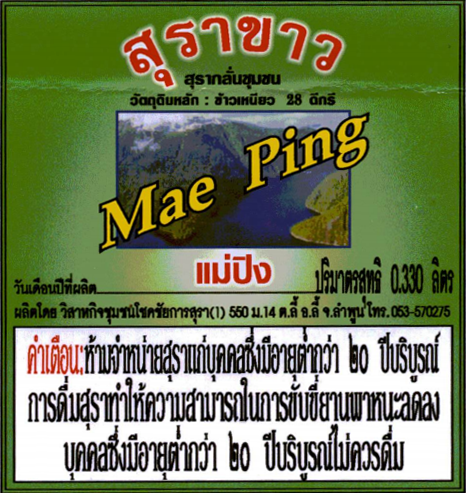 สุราขาว
สุรากลั่นชุมชน
วัตถุดิบหลัก : ข้าวเหนียว 28 ดีกรี
Mae Ping
แม่ปิง
วันเดือนปีที่ผลิต ปริมาตรสุทธิ 0.330 ลิตร
ผลิตโดย วิสาหกิจชุมชนโชคชัยการสุรา(1) 550 ม.14 ต.ลี้ อ.ลี้ จ.ลำพูน โทร. 053-570275
คำเตือน:ห้ามจำหน่ายสุราแก่บุคคลซึ่งมีอายุต่ำกว่า ๒๐ ปีบริบูรณ์
การดื่มสุราทำให้ความสามารถในการขับขี่ยานพาหนะลดลง
บุคคลซึ่งมีอายุต่ำกว่า ๒๐ ปีบริบูรณ์ไม่ควรดื่ม